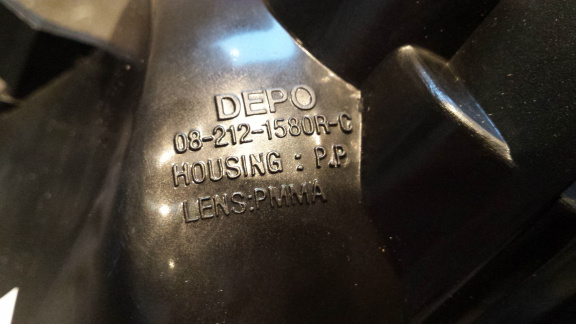 DEPO
08-212-1580R-C
HOUSING : P.P
LENS:PMMA